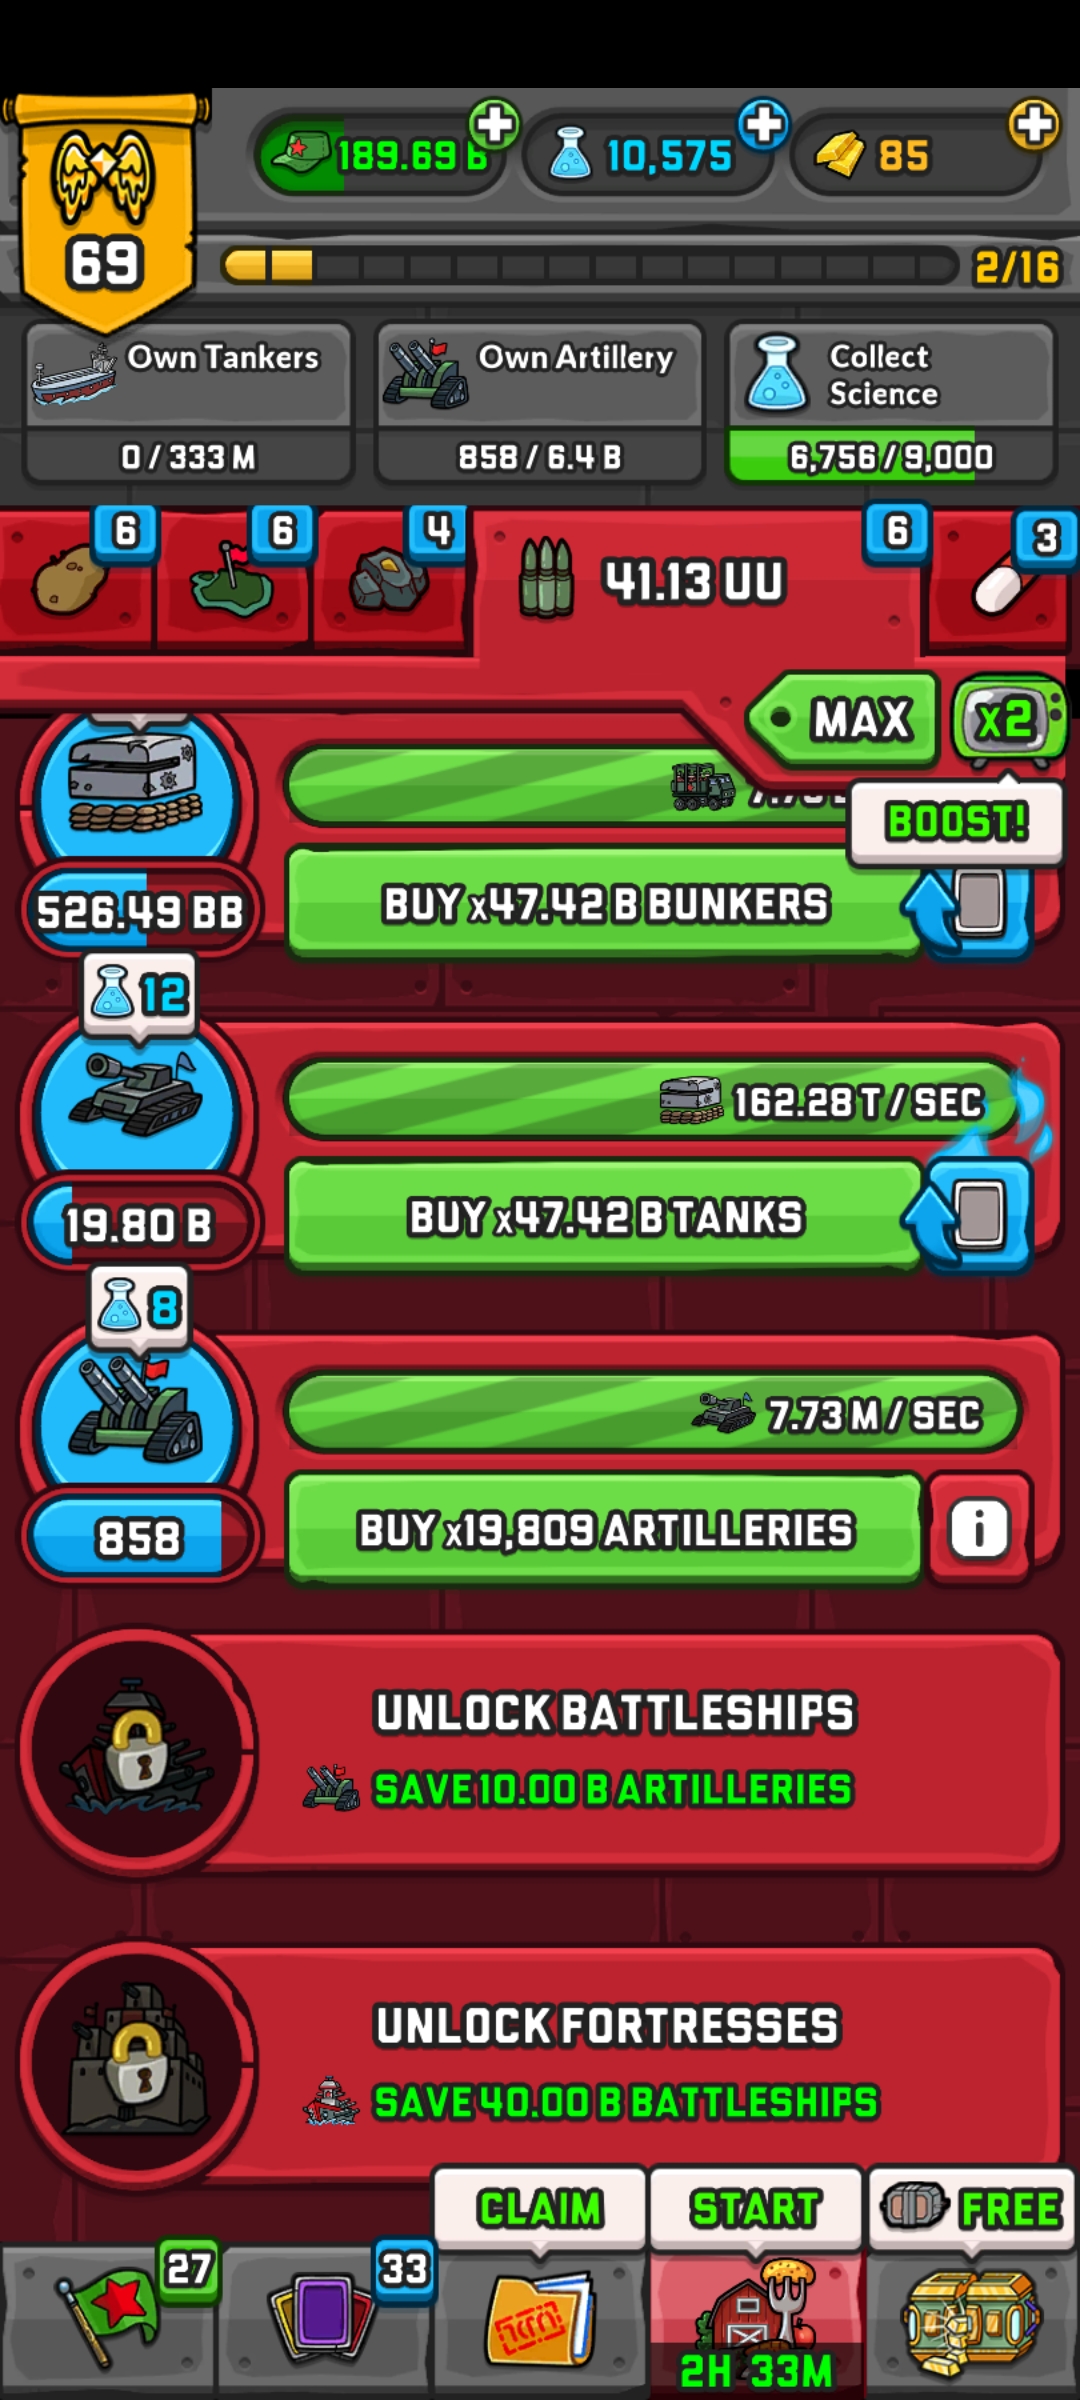 189.69 B
10,575
85
69
2/16
Own Tankers
0 / 333 M
Own Artillery
858 / 6.4 B
Collect
Science
6,756 / 9,000
6
6
4
41.13 UU
6
3
MAX
x2
BOOST!
526.49 BB
BUY x47.42 B BUNKERS
12
162.28 T / SEC
19.80 B
BUY x47.42 B TANKS
8
7.73 M / SEC
858
BUY x19,809 ARTILLERIES
i
UNLOCK BATTLESHIPS
SAVE 10.00 B ARTILLERIES
UNLOCK FORTRESSES
SAVE 40.00 B BATTLESHIPS
CLAIM
START
FREE
27
33
2H 33M